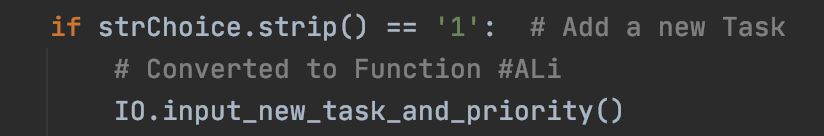 if strChoice.strip() == '1':  # Add a new Task
# Converted to Function #ALi
IO.input_new_task_and_priority()